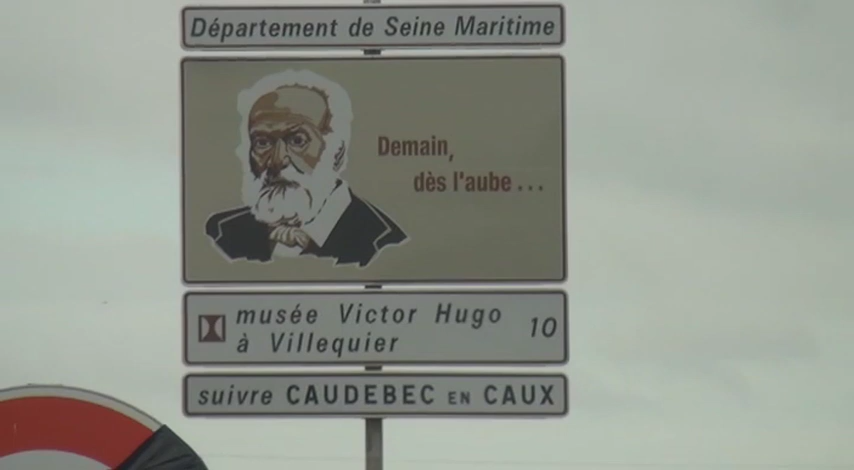 Département de Seine Maritime
Demain,
dès l'aube...
musée Victor Hugo 10
à Villequier
suivre CAUDEBEC EN CAUX